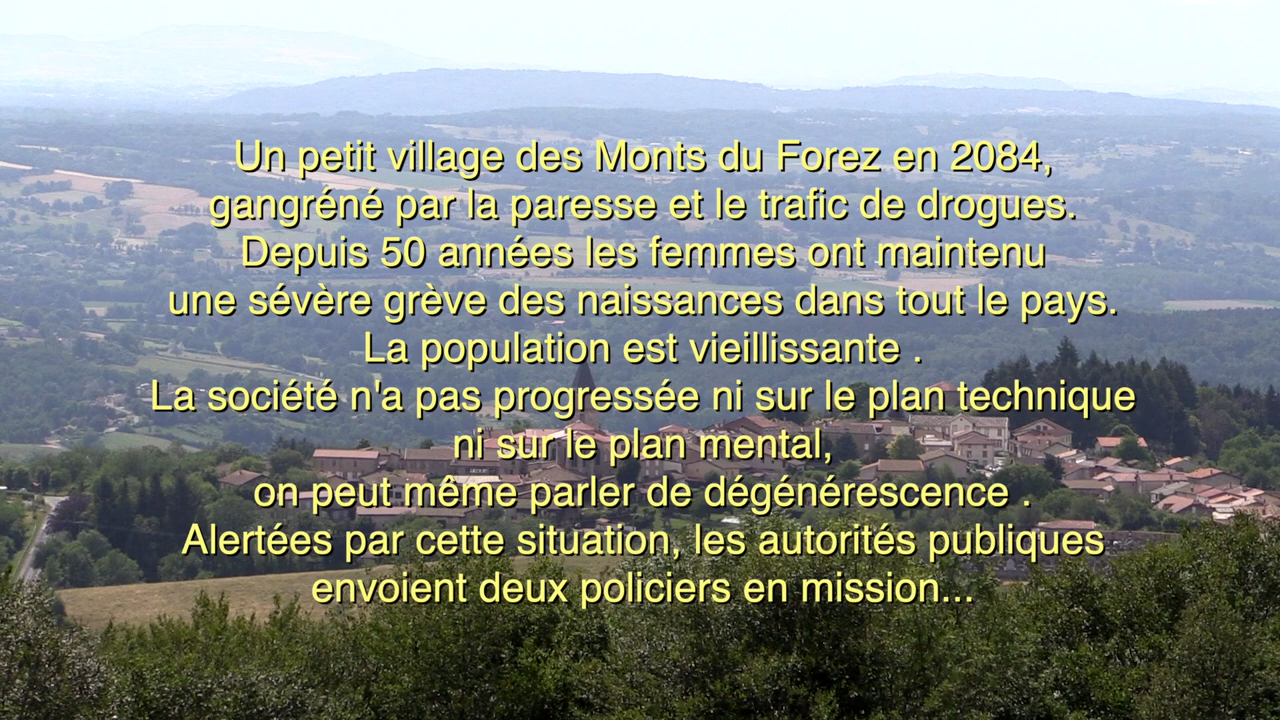 Un petit village des Monts du Forez en 2084,
gangréné par la paresse et le trafic de drogues.
Depuis 50 années les femmes ont maintenu
une sévère grève des naissances dans tout le pays.
La population est vieillissante .
La société n'a pas progressée ni sur le plan technique
ni sur le plan mental,
on peut même parler de dégénérescence .
Alertées par cette situation, les autorités publiques
envoient deux policiers en mission...